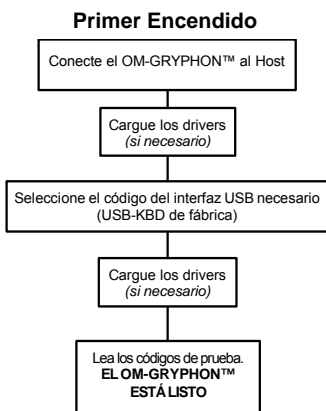 Primer Encendido
Conecte el OM-GRYPHON™ al Host
Cargue los drivers
(si necesario)
Seleccione el código del interfaz USB necesario
(USB-KBD de fábrica)
Cargue los drivers
(si necesario)
Lea los códigos de prueba.
EL OM-GRYPHON™
ESTÁ LISTO